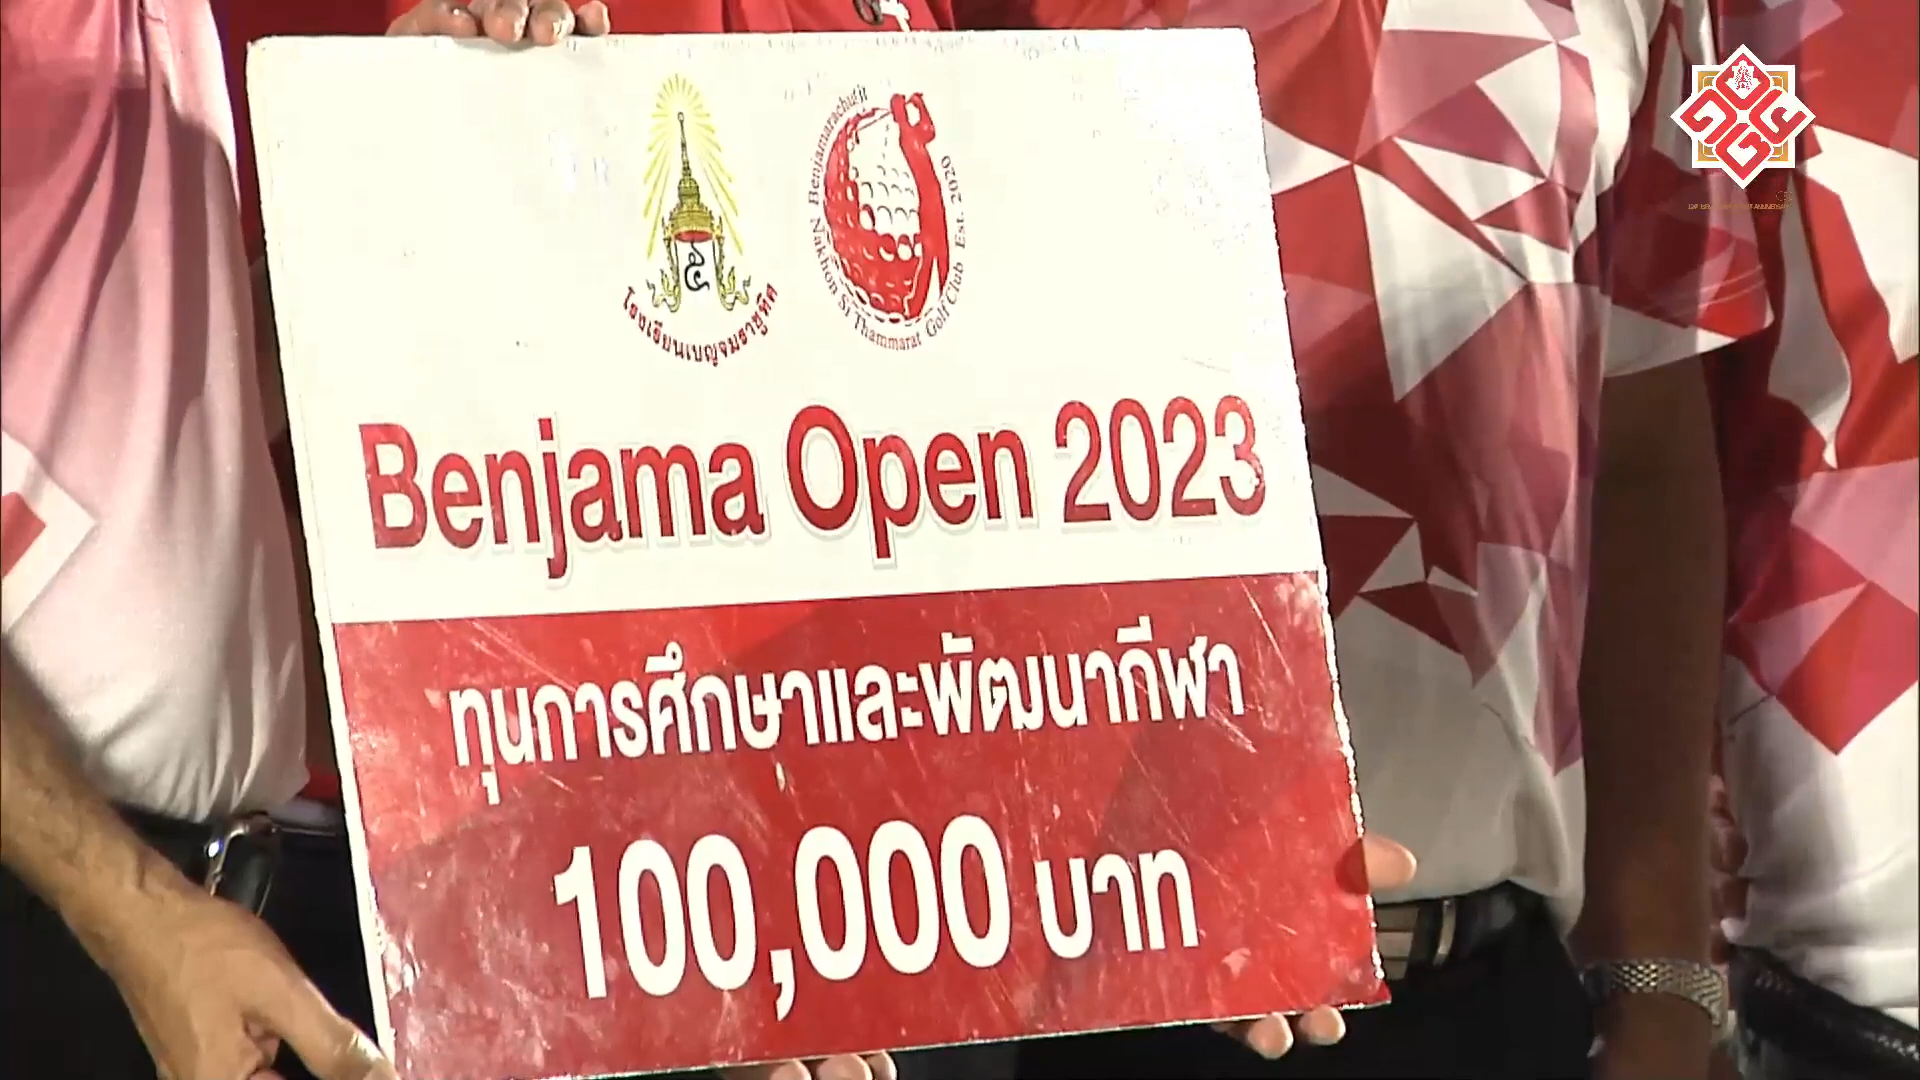 โรงเรียนเบญจมราชูทิศ
Nakhon Si Thammarat Golf Club Est. 2020
Benjamarachutit
Benjama Open 2023
ทุนการศึกษาและพัฒนากีฬา
100,000 บาท